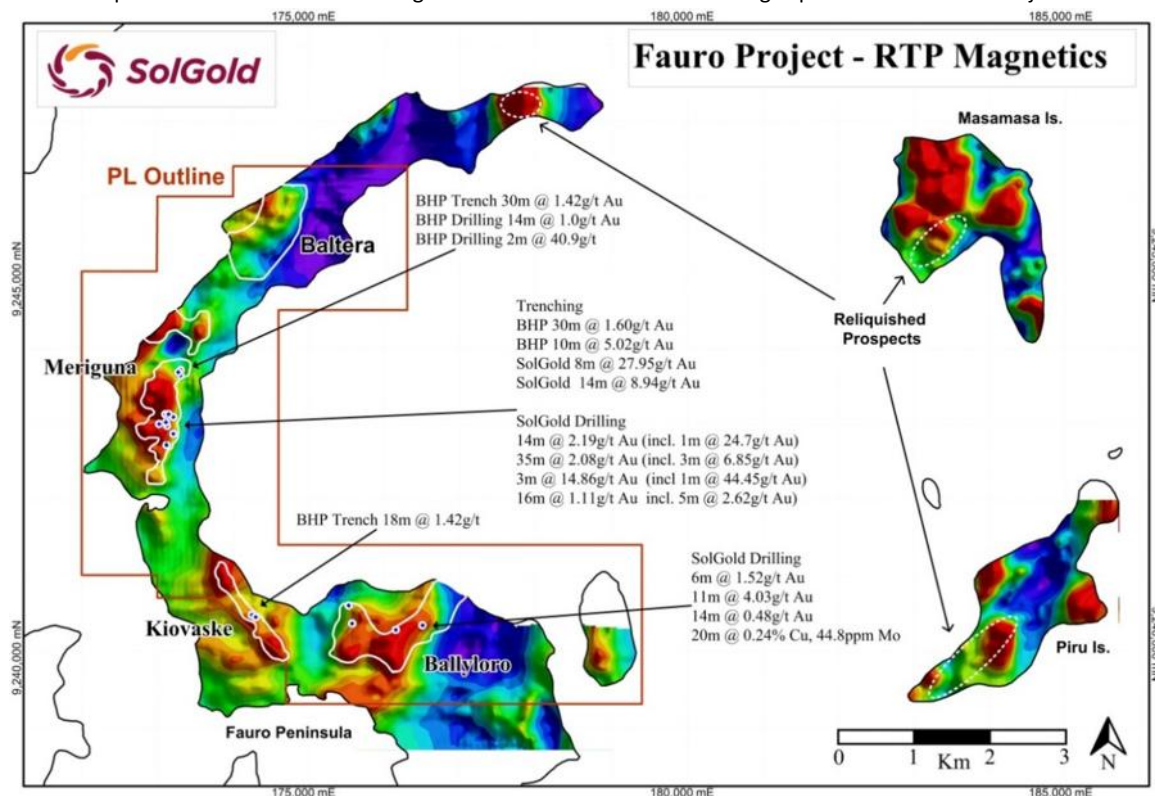 175,000 mE
180,000 mE
185,000 mE
SolGold
Fauro Project - RTP Magnetics
Masamasa Is.
PL Outline
BHP Trench 30m @ 1.42g/t Au
BHP Drilling 14m @ 1.0g/t Au
BHP Drilling 2m @ 40.9g/t
Baltera
9,245,000 mN
Trenching
BHP 30m @ 1.60g/t Au
BHP 10m @ 5.02g/t Au
SolGold 8m @ 27.95g/t Au
SolGold 14m @ 8.94g/t Au
Reliquished
Prospects
Meriguna
SolGold Drilling
14m @ 2.19g/t Au (incl. 1m @ 24.7g/t Au)
35m @ 2.08g/t Au (incl. 3m @ 6.85g/t Au)
3m @ 14.86g/t Au (incl 1m @ 44.45g/t Au)
16m @ 1.11g/t Au incl. 5m @ 2.62g/t Au)
BHP Trench 18m @ 1.42g/t
SolGold Drilling
6m @ 1.52g/t Au
11m @ 4.03g/t Au
14m @ 0.48g/t Au
20m @ 0.24% Cu, 44.8ppm Mo
Kiovaske
Ballyloro
Piru Is.
9,240,000 mN
Fauro Peninsula
0 1 2 3
Km
N
175,000 mE
180,000 mE
185,000 mE